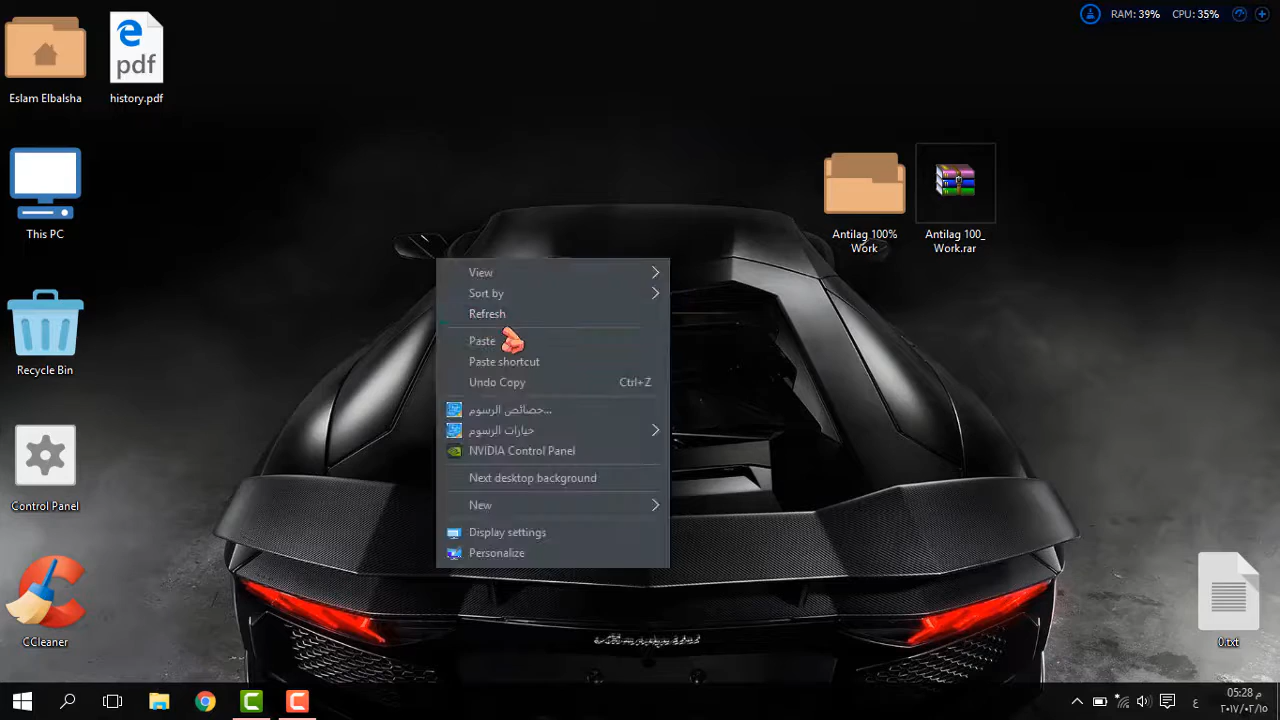 RAM: 39% CPU: 35%
pdf
Eslam Elbalsha
history.pdf
This PC
Antilag 100%
Work
Antilag 100_
Work.rar
View
Sort by
Refresh
Paste
Paste shortcut
Undo Copy Ctrl+Z
خصائص الرسوم...
خيارات الرسوم
NVIDIA Control Panel
Next desktop background
New
Display settings
Personalize
Recycle Bin
Control Panel
CCleaner
0.txt
ع
05:28 م
٢٠١٧/٠٢/١٥